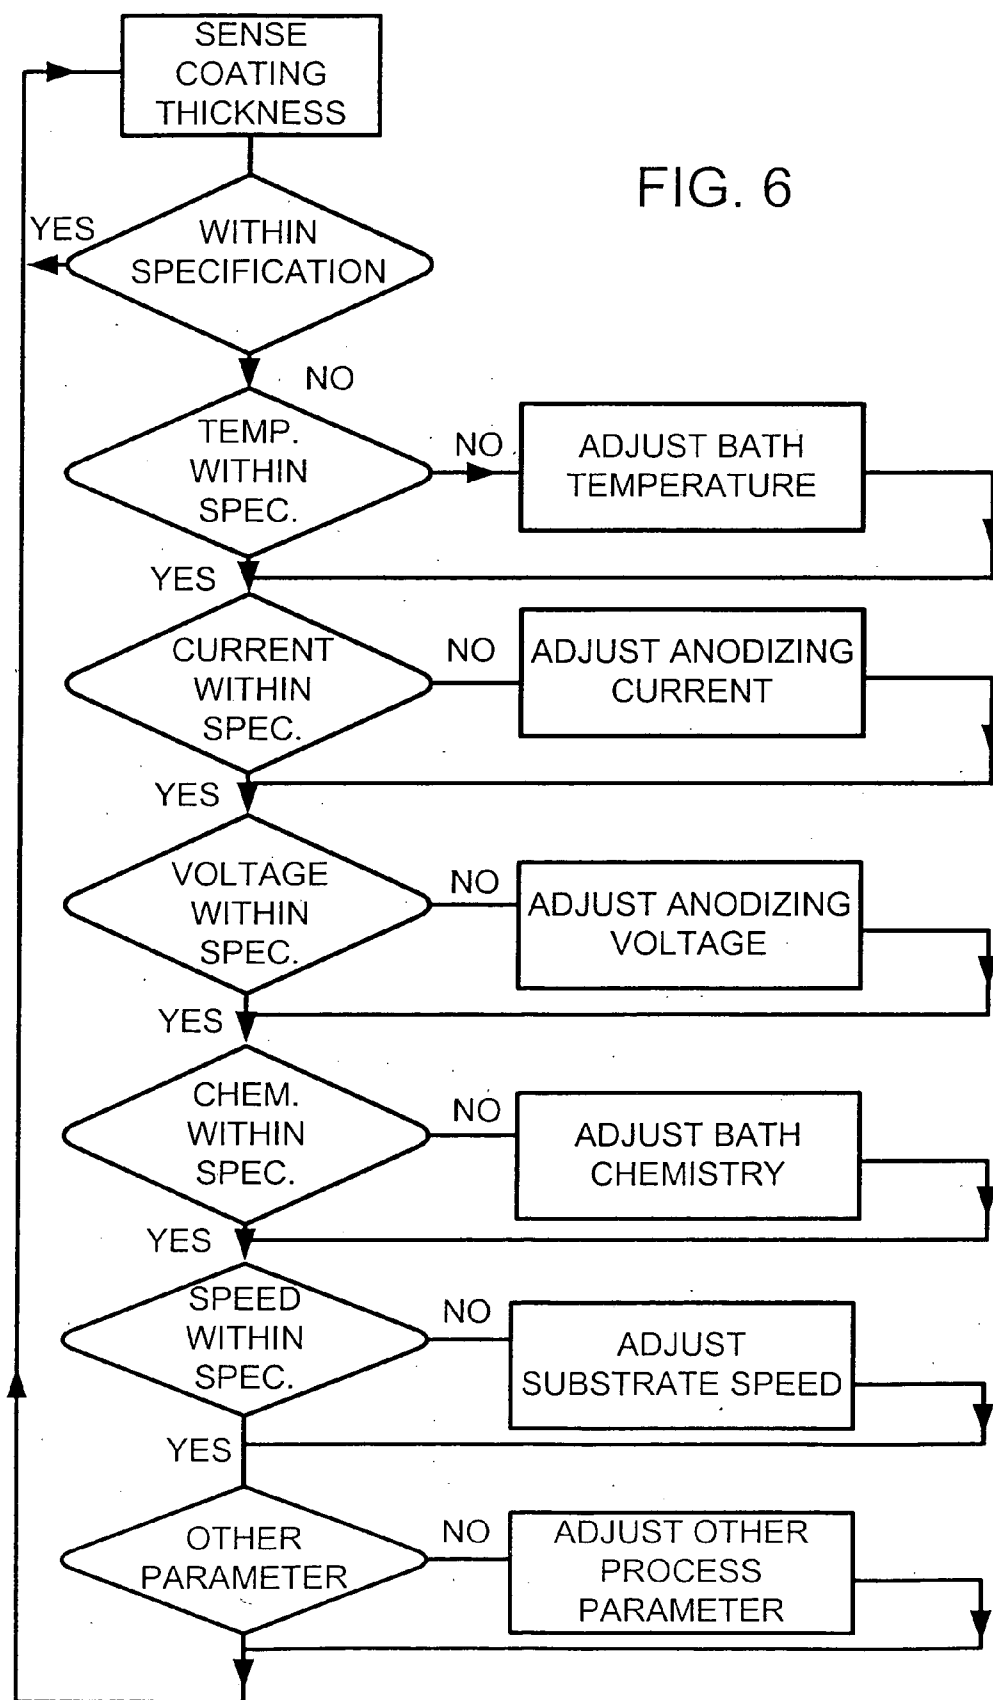 SENSE
COATING
THICKNESS
FIG. 6
YES
WITHIN
SPECIFICATION
NO
TEMP.
WITHIN
SPEC.
NO
ADJUST BATH
TEMPERATURE
YES
CURRENT
WITHIN
SPEC.
NO
ADJUST ANODIZING
CURRENT
YES
VOLTAGE
WITHIN
SPEC.
NO
ADJUST ANODIZING
VOLTAGE
YES
CHEM.
WITHIN
SPEC.
NO
ADJUST BATH
CHEMISTRY
YES
SPEED
WITHIN
SPEC.
NO
ADJUST
SUBSTRATE SPEED
YES
OTHER
PARAMETER
NO
ADJUST OTHER
PROCESS
PARAMETER